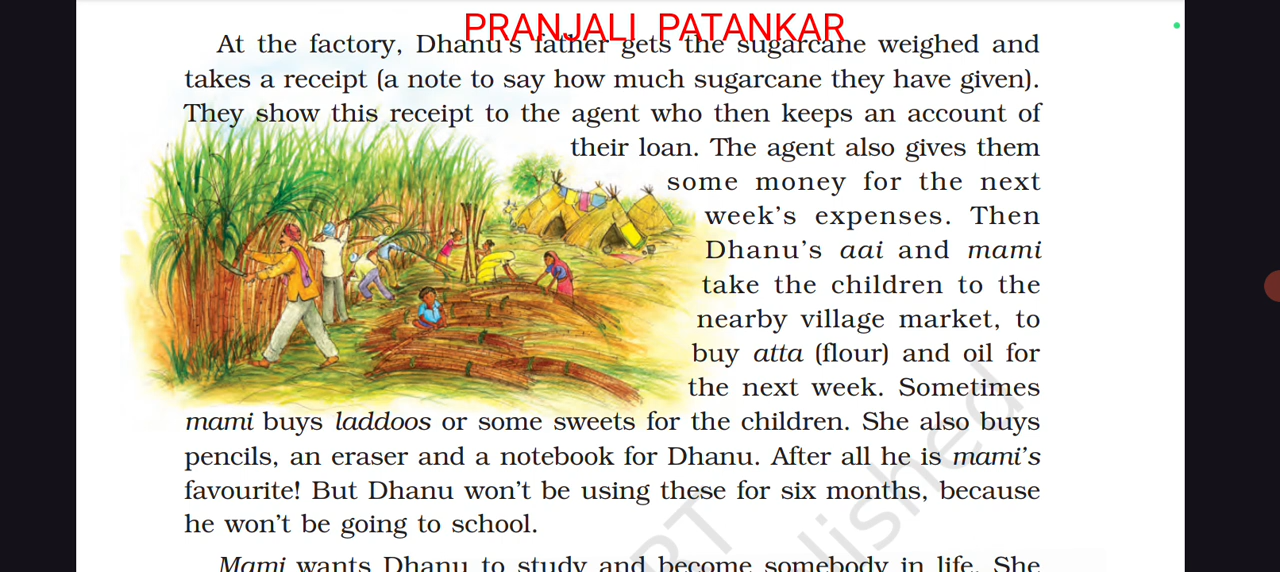 PRANJALI PATANKAR
At the factory, Dhanu's father gets the sugarcane weighed and
takes a receipt (a note to say how much sugarcane they have given).
They show this receipt to the agent who then keeps an account of
their loan. The agent also gives them
some money for the next
week's expenses. Then
Dhanu's aai and mami
take the children to the
nearby village market, to
buy atta (flour) and oil for
the next week. Sometimes
mami buys laddoos or some sweets for the children. She also buys
pencils, an eraser and a notebook for Dhanu. After all he is mami's
favourite! But Dhanu won't be using these for six months, because
he won't be going to school.
Mami wants Dhanu to study and become somebody in life. She